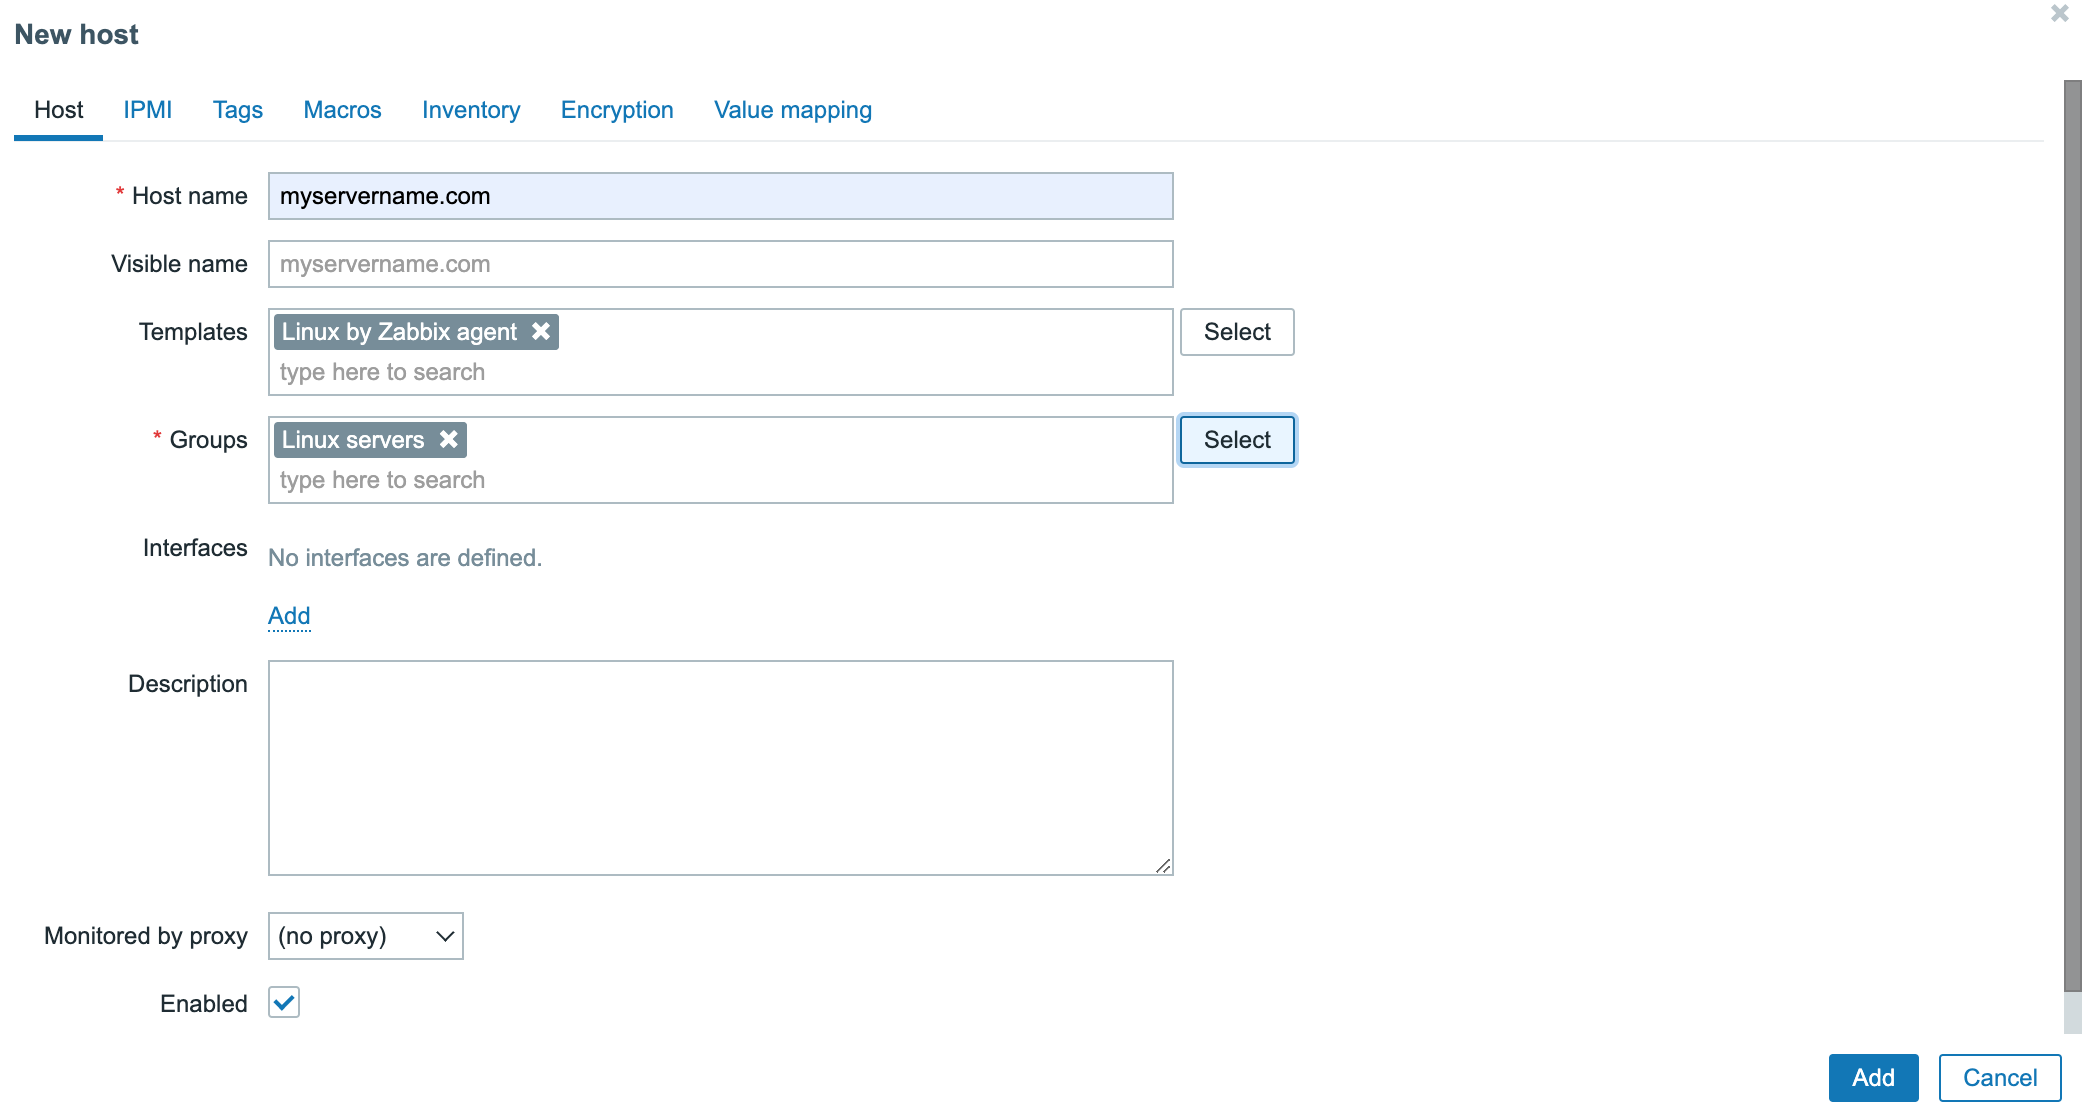 New host
Host IPMI Tags Macros Inventory Encryption Value mapping
* Host name myservername.com
Visible name myservername.com
Templates Linux by Zabbix agent Select
type here to search
* Groups Linux servers Select
type here to search
Interfaces No interfaces are defined.
Add
Description
Monitored by proxy (no proxy)
Enabled
Add Cancel